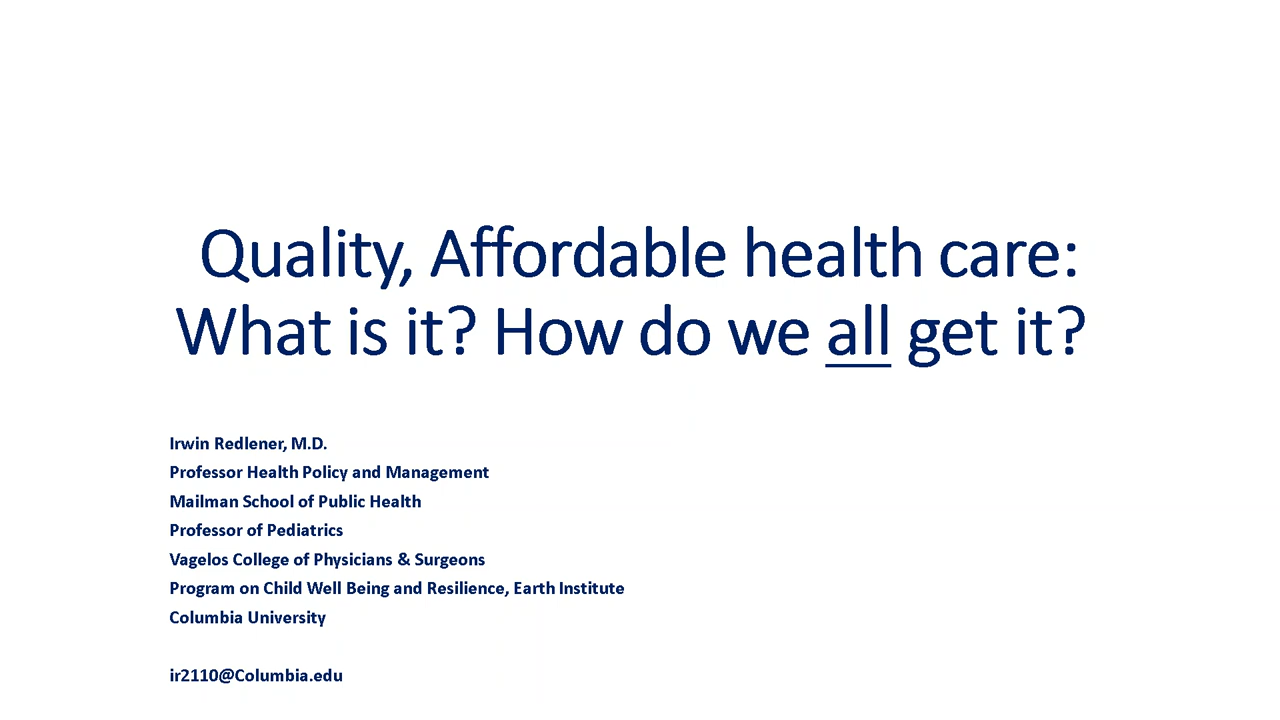 Quality, Affordable health care:
What is it? How do we all get it?
Irwin Redlener, M.D.
Professor Health Policy and Management
Mailman School of Public Health
Professor of Pediatrics
Vagelos College of Physicians & Surgeons
Program on Child Well Being and Resilience, Earth Institute
Columbia University
ir2110@Columbia.edu